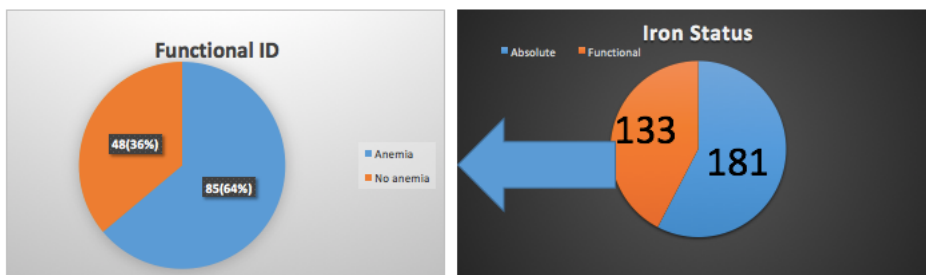 Functional ID
48(36%)
85(64%)
Anemia
No anemia
Iron Status
Absolute Functional
133
181